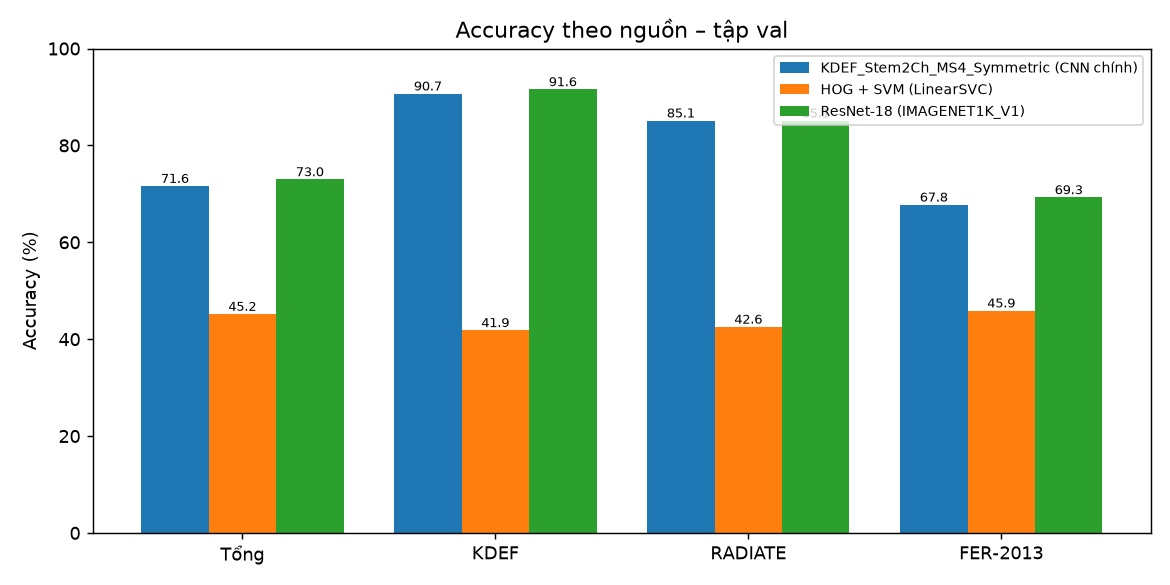 Accuracy theo nguồn – tập val
Accuracy (%)
100
80
60
40
20
0
KDEF_Stem2Ch_MS4_Symmetric (CNN chính)
HOG + SVM (LinearSVC)
ResNet-18 (IMAGENET1K_V1)
71.6
45.2
73.0
90.7
41.9
91.6
85.1
42.6
67.8
45.9
69.3
Tổng
KDEF
RADIATE
FER-2013